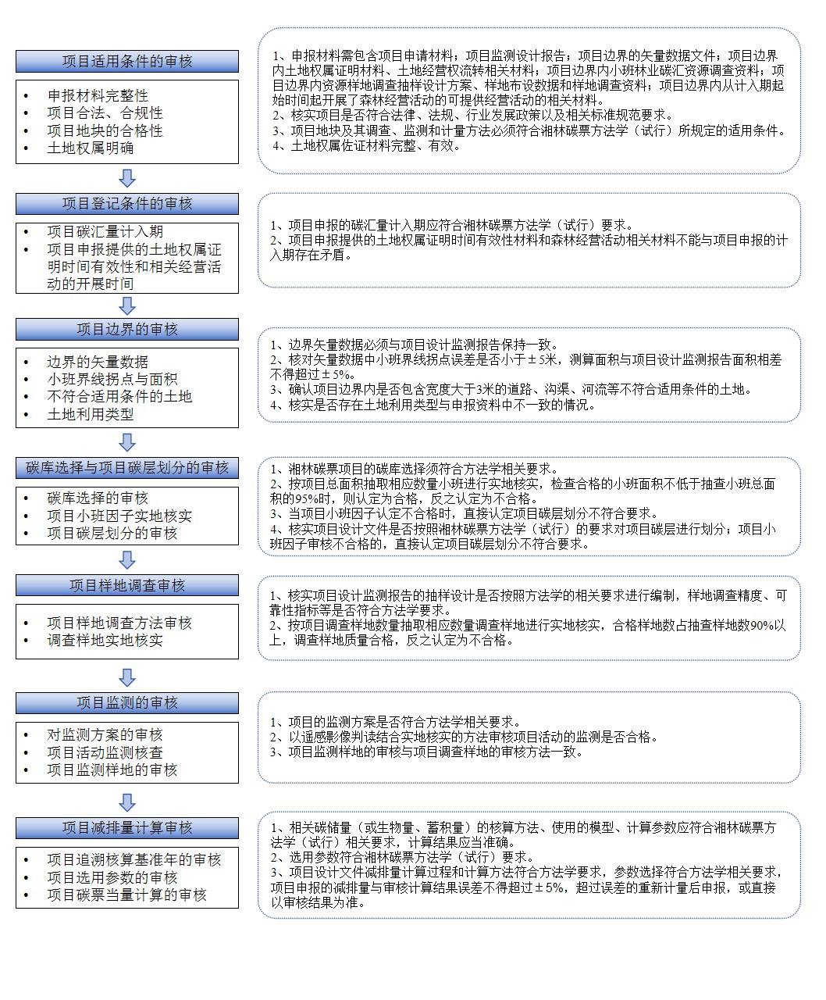 项目适用条件的审核
• 申报材料完整性
• 项目合法、合规性
• 项目地块的合格性
• 土地权属明确
1、申报材料需包含项目申请材料；项目监测设计报告；项目边界的矢量数据文件；项目边界
内土地权属证明材料、土地经营权流转相关材料；项目边界内小班林业碳汇资源调查资料；项
目边界内资源样地调查抽样设计方案、样地布设数据和样地调查资料；项目边界内从计入期起
始时间起开展了森林经营活动的可提供经营活动的相关材料。
2、核实项目是否符合法律、法规、行业发展政策以及相关标准规范要求。
3、项目地块及其调查、监测和计量方法必须符合湘林碳票方法学（试行）所规定的适用条件。
4、土地权属佐证材料完整、有效。
项目登记条件的审核
• 项目碳汇量计入期
• 项目申报提供的土地权属证
明时间有效性和相关经营活
动的开展时间
1、项目申报的碳汇量计入期应符合湘林碳票方法学（试行）要求。
2、项目申报提供的土地权属证明时间有效性材料和森林经营活动相关材料不能与项目申报的计
入期存在矛盾。
项目边界的审核
• 边界的矢量数据
• 小班界线拐点与面积
• 不符合适用条件的土地
• 土地利用类型
1、边界矢量数据必须与项目设计监测报告保持一致。
2、核对矢量数据中小班界线拐点误差是否小于±5米，测算面积与项目设计监测报告面积相差
不得超过±5%。
3、确认项目边界内是否包含宽度大于3米的道路、沟渠、河流等不符合适用条件的土地。
4、核实是否存在土地利用类型与申报资料中不一致的情况。
碳库选择与项目碳层划分的审核
• 碳库选择的审核
• 项目小班因子实地核实
• 项目碳层划分的审核
1、湘林碳票项目的碳库选择须符合方法学相关要求。
2、按项目总面积抽取相应数量小班进行实地核实，检查合格的小班面积不低于抽查小班总面
积的95%时，则认定为合格，反之认定为不合格。
3、当项目小班因子认定不合格时，直接认定项目碳层划分不符合要求。
4、核实项目设计文件是否按照湘林碳票方法学（试行）的要求对项目碳层进行划分；项目小
班因子审核不合格的，直接认定项目碳层划分不符合要求。
项目样地调查审核
• 项目样地调查方法审核
• 调查样地实地核实
1、核实项目设计监测报告的抽样设计是否按照方法学的相关要求进行编制，样地调查精度、可
靠性指标等是否符合方法学要求。
2、按项目调查样地数量抽取相应数量调查样地进行实地核实，合格样地数占抽查样地数90%以
上，调查样地质量合格，反之认定为不合格。
项目监测的审核
• 对监测方案的审核
• 项目活动监测核查
• 项目监测样地的审核
1、项目的监测方案是否符合方法学相关要求。
2、以遥感影像判读结合实地核实的方法审核项目活动的监测是否合格。
3、项目监测样地的审核与项目调查样地的审核方法一致。
项目减排量计算审核
• 项目追溯核算基准年的审核
• 项目选用参数的审核
• 项目碳票当量计算的审核
1、相关碳储量（或生物量、蓄积量）的核算方法、使用的模型、计算参数应符合湘林碳票方
法学（试行）相关要求，计算结果应当准确。
2、选用参数符合湘林碳票方法学（试行）要求。
3、项目设计文件减排量计算过程和计算方法符合方法学要求，参数选择符合方法学相关要求，
项目申报的减排量与审核计算结果误差不得超过±5%，超过误差的重新计量后申报，或直接
以审核结果为准。